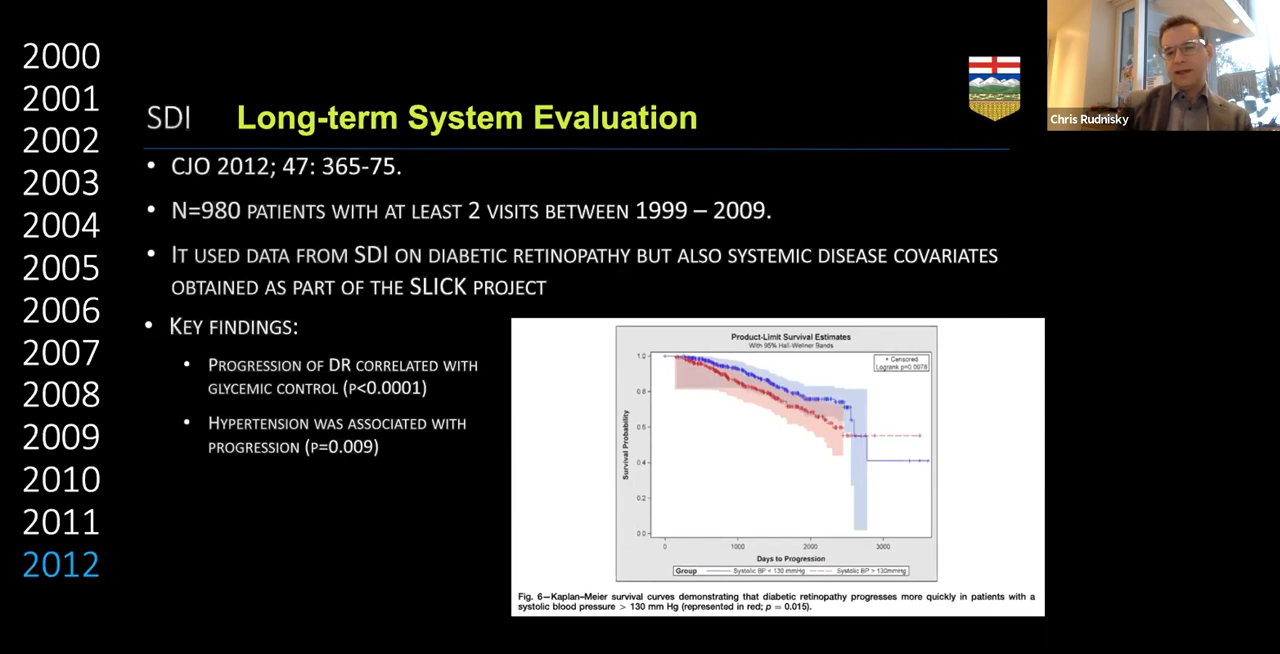 2000
2001
2002
2003
2004
2005
2006
2007
2008
2009
2010
2011
2012
SDI Long-term System Evaluation
Chris Rudnisky
• CJO 2012; 47: 365-75.
• N=980 PATIENTS WITH AT LEAST 2 VISITS BETWEEN 1999 – 2009.
• IT USED DATA FROM SDI ON DIABETIC RETINOPATHY BUT ALSO SYSTEMIC DISEASE COVARIATES
OBTAINED AS PART OF THE SLICK PROJECT
• KEY FINDINGS:
• PROGRESSION OF DR CORRELATED WITH
GLYCEMIC CONTROL (P<0.0001)
• HYPERTENSION WAS ASSOCIATED WITH
PROGRESSION (P=0.009)
Product-Limit Survival Estimates
With 95% Hall-Wellner Bands
+ Censored
Logrank p=0.0078
Survival Probability
1.0
0.8
0.6
0.4
0.2
0.0
0 1000 2000 3000
Days to Progression
Group Systolic BP < 130 mmHg Systolic BP > 130mmHg
Fig. 6—Kaplan–Meier survival curves demonstrating that diabetic retinopathy progresses more quickly in patients with a
systolic blood pressure > 130 mm Hg (represented in red; p = 0.015).